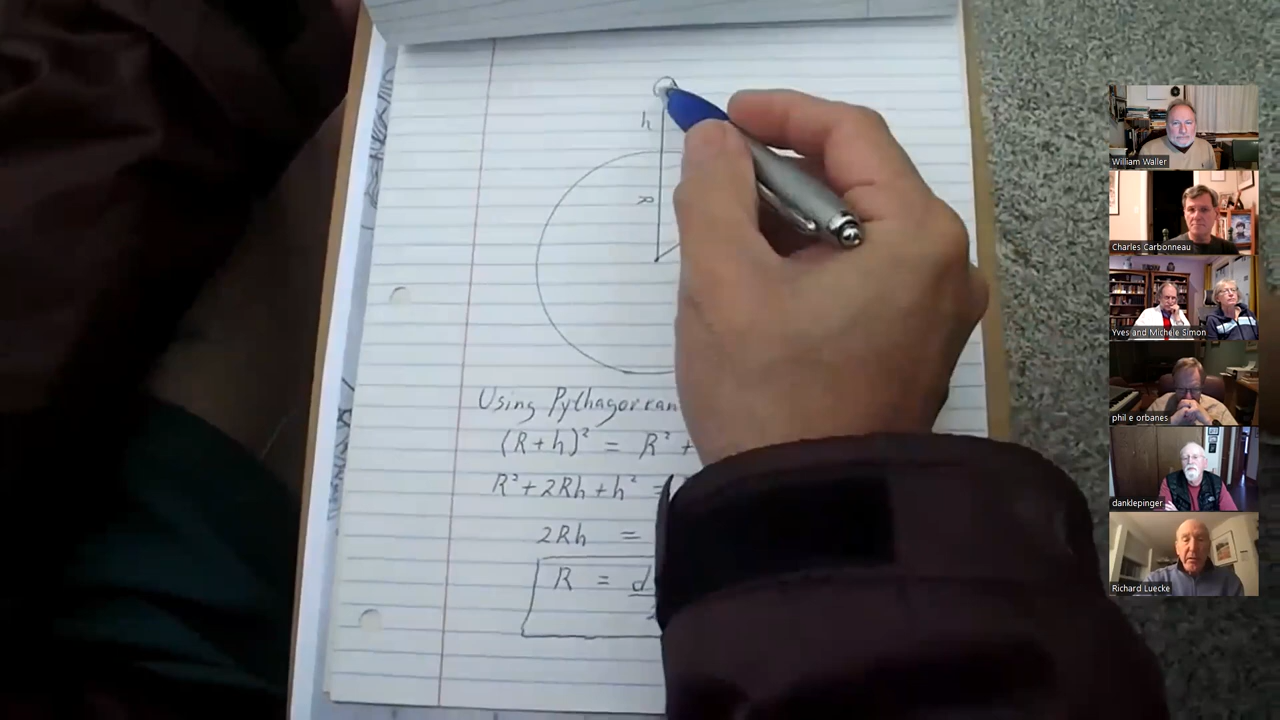 h
R
Using Pythagorean
(R+h)² = R² +
R² + 2Rh + h² =
2Rh =
R = d
2
William Waller
Charles Carbonneau
Yves and Michele Simon
phil e orbanes
danklepinger
Richard Luecke